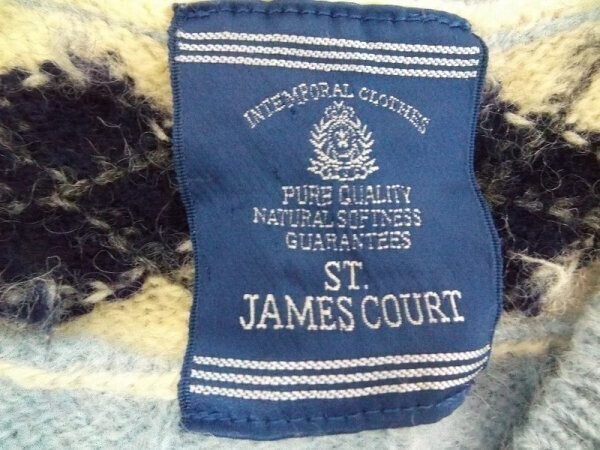 INTEMPORAL CLOTHES
PURE QUALITY
NATURAL SOFTNESS
GUARANTEES
ST.
JAMES COURT